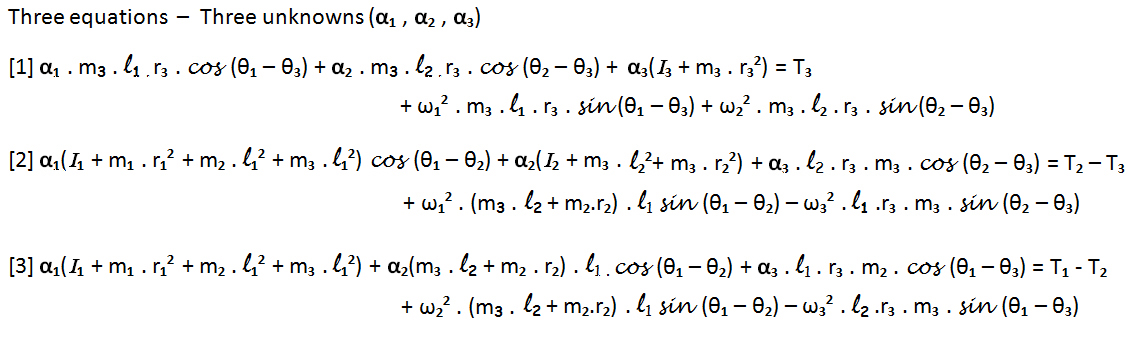 Three equations – Three unknowns (α₁ , α₂ , α₃)
[1] α₁ . m₃ . ℓ₁ . r₃ . cos (θ₁ – θ₃) + α₂ . m₃ . ℓ₂ . r₃ . cos (θ₂ – θ₃) + α₃(I₃ + m₃ . r₃²) = T₃
+ ω₁² . m₃ . ℓ₁ . r₃ . sin (θ₁ – θ₃) + ω₂² . m₃ . ℓ₂ . r₃ . sin (θ₂ – θ₃)
[2] α₁(I₁ + m₁ . r₁² + m₂ . ℓ₁² + m₃ . ℓ₁²) cos (θ₁ – θ₂) + α₂(I₂ + m₃ . ℓ₂²+ m₃ . r₂²) + α₃ . ℓ₂ . r₃ . m₃ . cos (θ₂ – θ₃) = T₂ – T₃
+ ω₁² . (m₃ . ℓ₂ + m₂.r₂) . ℓ₁ sin (θ₁ – θ₂) – ω₃² . ℓ₁ .r₃ . m₃ . sin (θ₂ – θ₃)
[3] α₁(I₁ + m₁ . r₁² + m₂ . ℓ₁² + m₃ . ℓ₁²) + α₂(m₃ . ℓ₂ + m₂ . r₂) . ℓ₁ . cos (θ₁ – θ₂) + α₃ . ℓ₁ . r₃ . m₂ . cos (θ₁ – θ₃) = T₁ - T₂
+ ω₂² . (m₃ . ℓ₂ + m₂.r₂) . ℓ₁ sin (θ₁ – θ₂) – ω₃² . ℓ₂ .r₃ . m₃ . sin (θ₁ – θ₃)